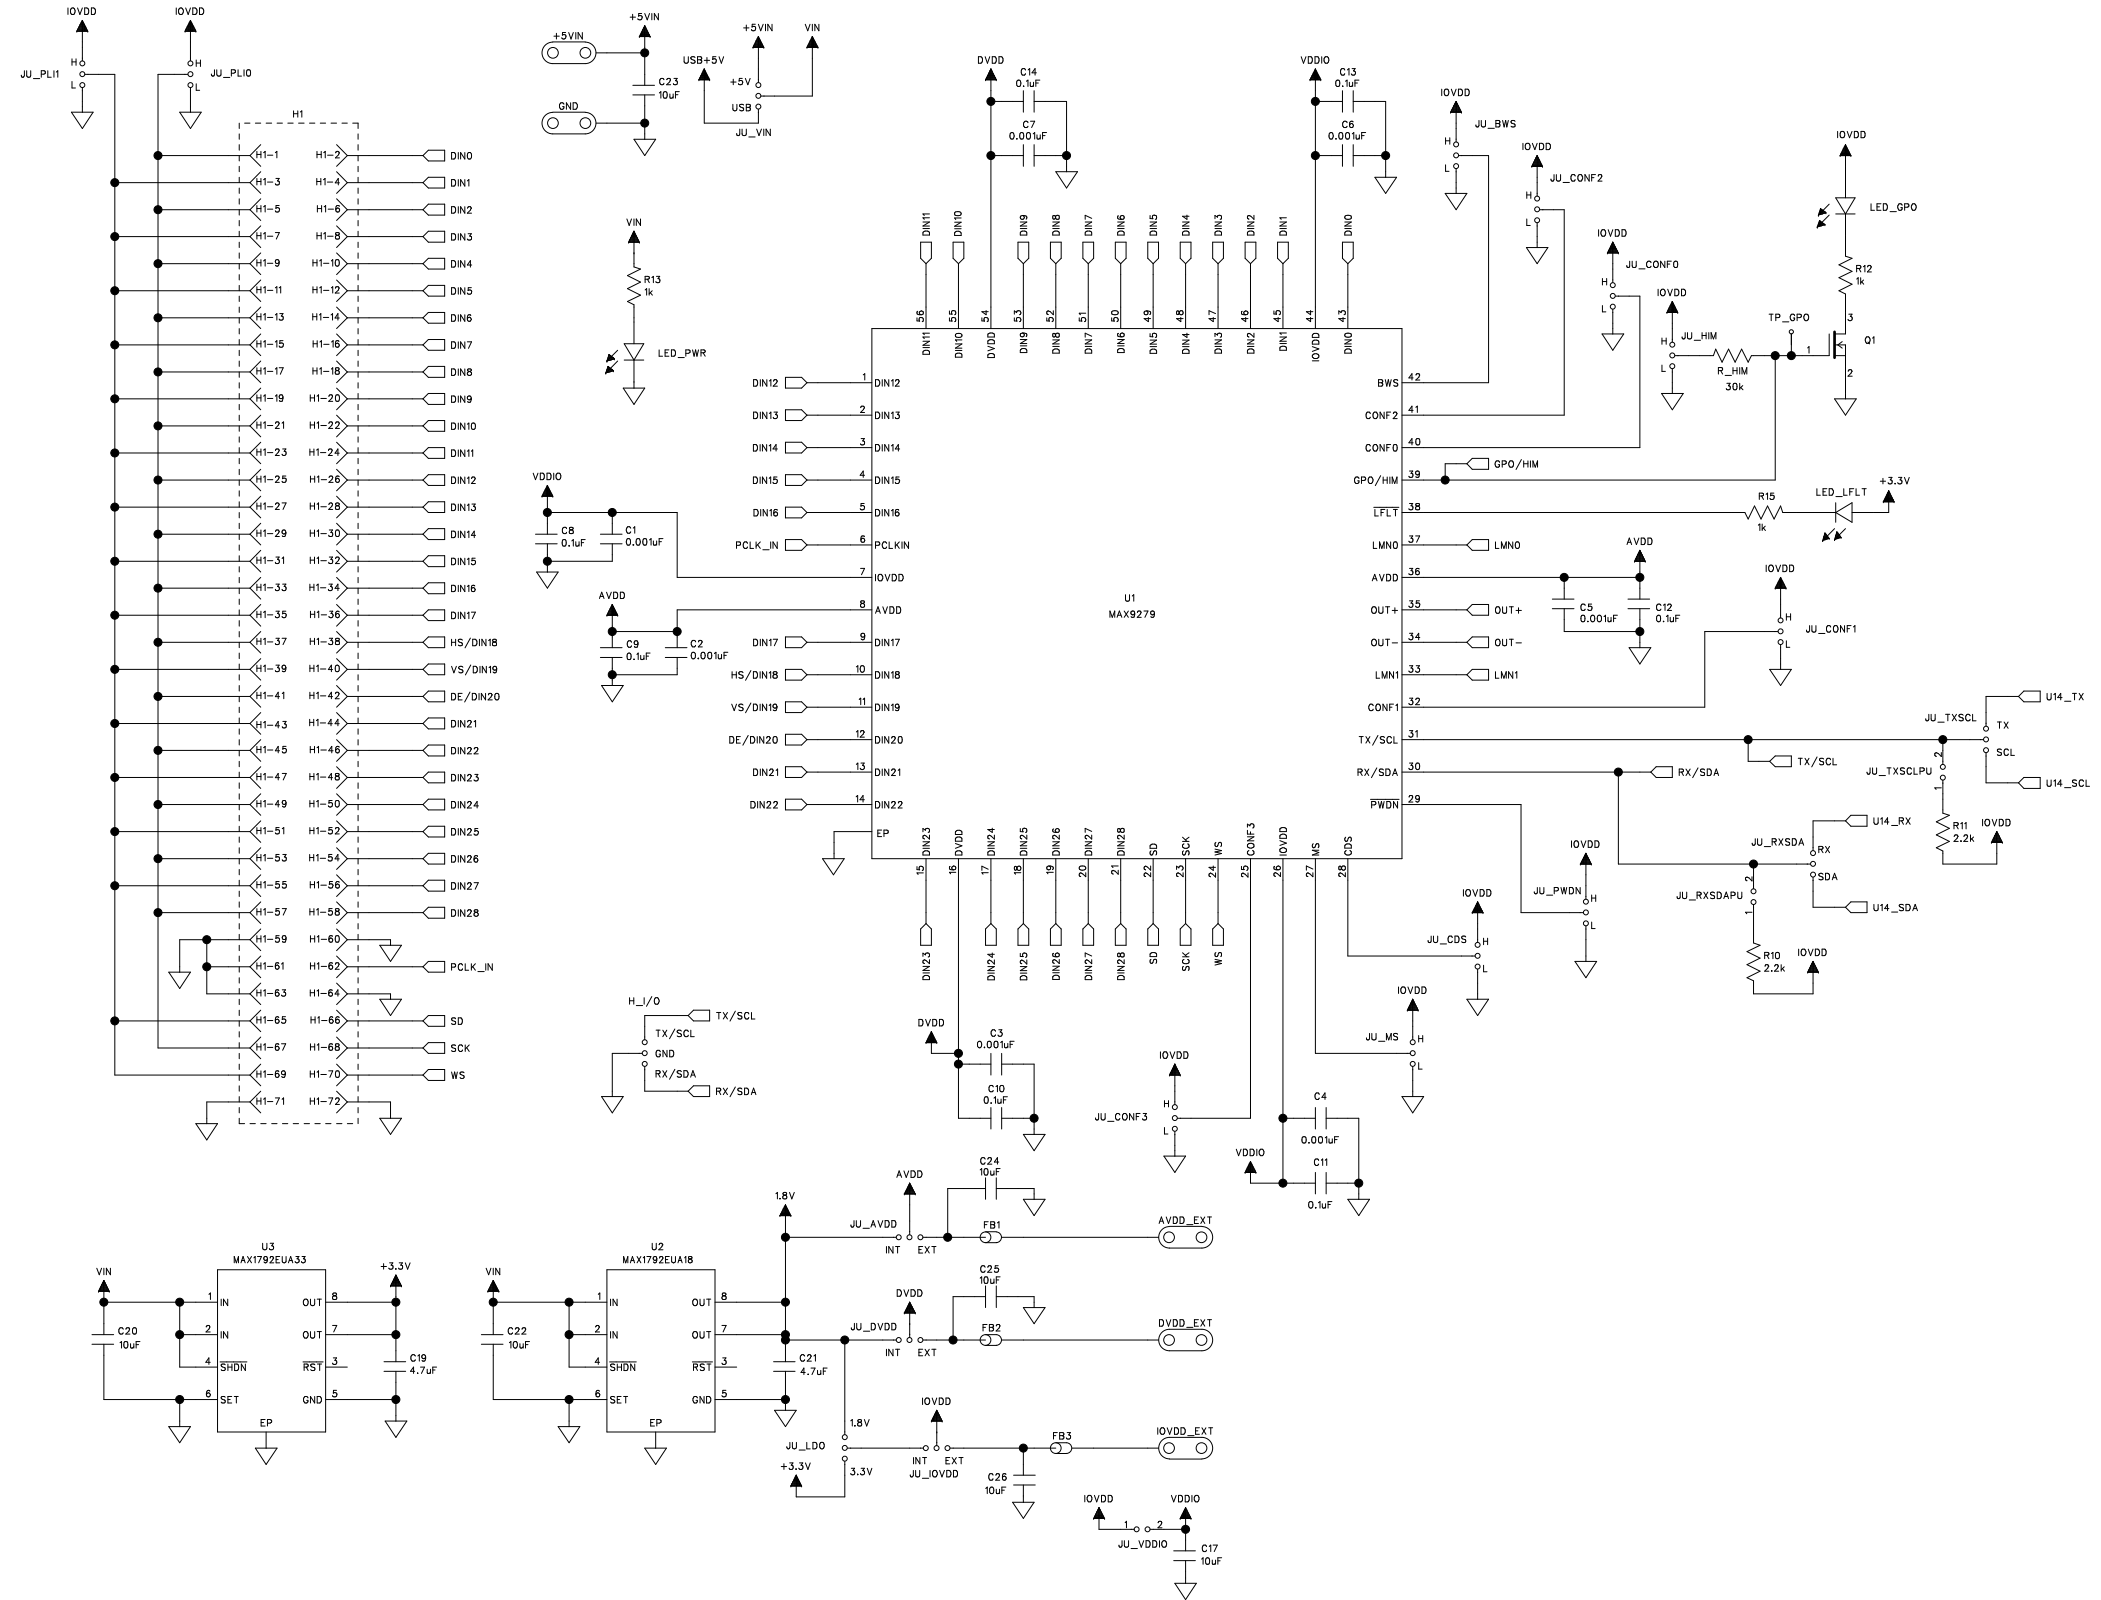 IOVDD
IOVDD
H
L
JU_PLI1
H
L
JU_PLI0
+5VIN
+5VIN
GND
C23
10uF
USB+5V
+5VIN
VIN
+5V
USB
JU_VIN
H1
H1-1 H1-2 DIN0
H1-3 H1-4 DIN1
H1-5 H1-6 DIN2
H1-7 H1-8 DIN3
H1-9 H1-10 DIN4
H1-11 H1-12 DIN5
H1-13 H1-14 DIN6
H1-15 H1-16 DIN7
H1-17 H1-18 DIN8
H1-19 H1-20 DIN9
H1-21 H1-22 DIN10
H1-23 H1-24 DIN11
H1-25 H1-26 DIN12
H1-27 H1-28 DIN13
H1-29 H1-30 DIN14
H1-31 H1-32 DIN15
H1-33 H1-34 DIN16
H1-35 H1-36 DIN17
H1-37 H1-38 HS/DIN18
H1-39 H1-40 VS/DIN19
H1-41 H1-42 DE/DIN20
H1-43 H1-44 DIN21
H1-45 H1-46 DIN22
H1-47 H1-48 DIN23
H1-49 H1-50 DIN24
H1-51 H1-52 DIN25
H1-53 H1-54 DIN26
H1-55 H1-56 DIN27
H1-57 H1-58 DIN28
H1-59 H1-60
H1-61 H1-62 PCLK_IN
H1-63 H1-64
H1-65 H1-66 SD
H1-67 H1-68 SCK
H1-69 H1-70 WS
H1-71 H1-72
VIN
R13
1k
LED_PWR
VDDIO
C8
0.1uF
C1
0.001uF
AVDD
C9
0.1uF
C2
0.001uF
H_I/O
TX/SCL
TX/SCL
GND
RX/SDA
RX/SDA
DVDD
C14
0.1uF
C7
0.001uF
VDDIO
C13
0.1uF
C6
0.001uF
DIN11 DIN10 DIN9 DIN8 DIN7 DIN6 DIN5 DIN4 DIN3 DIN2 DIN1 DIN0
56 55 54 53 52 51 50 49 48 47 46 45 44 43
DIN11 DIN10 DVDD DIN9 DIN8 DIN7 DIN6 DIN5 DIN4 DIN3 DIN2 DIN1 IOVDD DIN0
DIN12 1 DIN12
DIN13 2 DIN13
DIN14 3 DIN14
DIN15 4 DIN15
DIN16 5 DIN16
PCLK_IN 6 PCLKIN
7 IOVDD
8 AVDD
DIN17 9 DIN17
HS/DIN18 10 DIN18
VS/DIN19 11 DIN19
DE/DIN20 12 DIN20
DIN21 13 DIN21
DIN22 14 DIN22
EP
U1
MAX9279
BWS 42
CONF2 41
CONF0 40
GPO/HIM 39 GPO/HIM
LFLT 38
LMN0 37 LMN0
AVDD 36
OUT+ 35 OUT+
OUT- 34 OUT-
LMN1 33 LMN1
CONF1 32
TX/SCL 31
RX/SDA 30 RX/SDA
PWDN 29
DIN23 DVDD DIN24 DIN25 DIN26 DIN27 DIN28 SD SCK WS CONF3 IOVDD MS CDS
15 16 17 18 19 20 21 22 23 24 25 26 27 28
DIN23 DIN24 DIN25 DIN26 DIN27 DIN28 SD SCK WS
IOVDD
JU_BWS
H
L
IOVDD
JU_CONF2
H
L
IOVDD
JU_CONF0
H
L
IOVDD
JU_HIM
H
L
R_HIM
30k
TP_GPO
1
IOVDD
LED_GPO
R12
1k
3
Q1
2
R15
1k
LED_LFLT
+3.3V
AVDD
C5
0.001uF
C12
0.1uF
IOVDD
H
JU_CONF1
L
U14_TX
JU_TXSCL
TX
SCL
U14_SCL
TX/SCL
2
JU_TXSCLPU
1
R11
2.2k
IOVDD
U14_RX
JU_RXSDA
RX
SDA
U14_SDA
2
JU_RXSDAPU
1
R10
2.2k
IOVDD
IOVDD
JU_PWDN
H
L
IOVDD
JU_CDS
H
L
IOVDD
JU_MS
H
L
DVDD
C3
0.001uF
C10
0.1uF
IOVDD
H
JU_CONF3
L
C4
0.001uF
VDDIO
C11
0.1uF
U3
MAX1792EUA33
VIN
C20
10uF
1 IN OUT 8
2 IN OUT 7
4 SHDN RST 3
6 SET GND 5
EP
+3.3V
C19
4.7uF
U2
MAX1792EUA18
VIN
C22
10uF
1 IN OUT 8
2 IN OUT 7
4 SHDN RST 3
6 SET GND 5
EP
1.8V
C21
4.7uF
AVDD
JU_AVDD
INT EXT
C24
10uF
FB1
AVDD_EXT
DVDD
JU_DVDD
INT EXT
C25
10uF
FB2
DVDD_EXT
1.8V
JU_LDO
3.3V
+3.3V
IOVDD
INT EXT
JU_IOVDD
C26
10uF
FB3
IOVDD_EXT
IOVDD
VDDIO
1 2
JU_VDDIO
C17
10uF